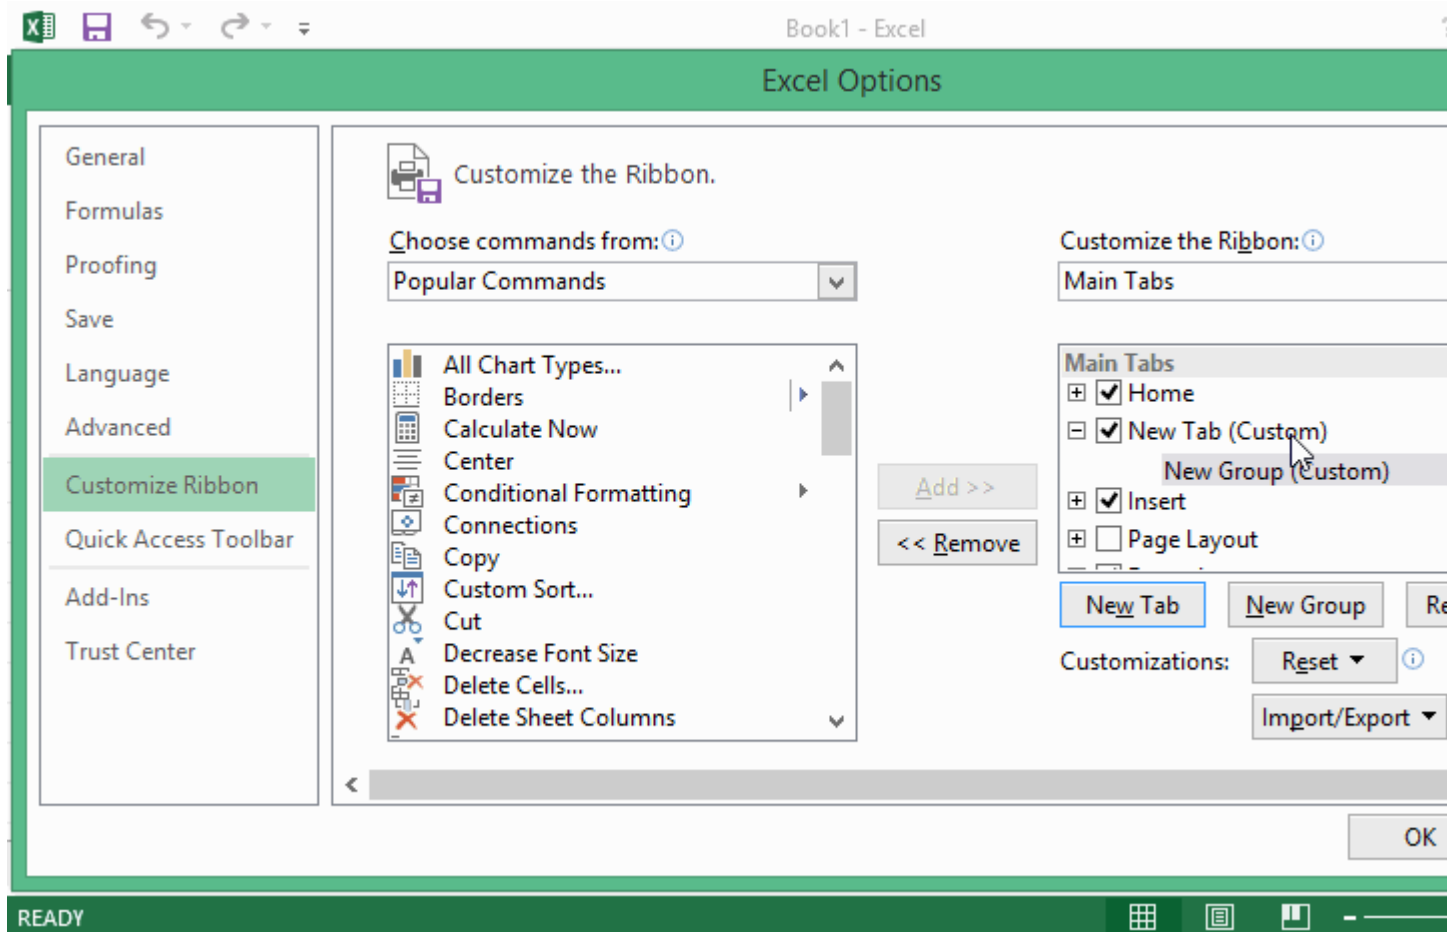 Book1 - Excel
Excel Options
General
Formulas
Proofing
Save
Language
Advanced
Customize Ribbon
Quick Access Toolbar
Add-Ins
Trust Center
Customize the Ribbon.
Choose commands from:
Popular Commands
All Chart Types...
Borders
Calculate Now
Center
Conditional Formatting
Connections
Copy
Custom Sort...
Cut
Decrease Font Size
Delete Cells...
Delete Sheet Columns
Add >>
<< Remove
Customize the Ribbon:
Main Tabs
Main Tabs
Home
New Tab (Custom)
New Group (Custom)
Insert
Page Layout
New Tab
New Group
Re
Customizations:
Reset
Import/Export
OK
READY